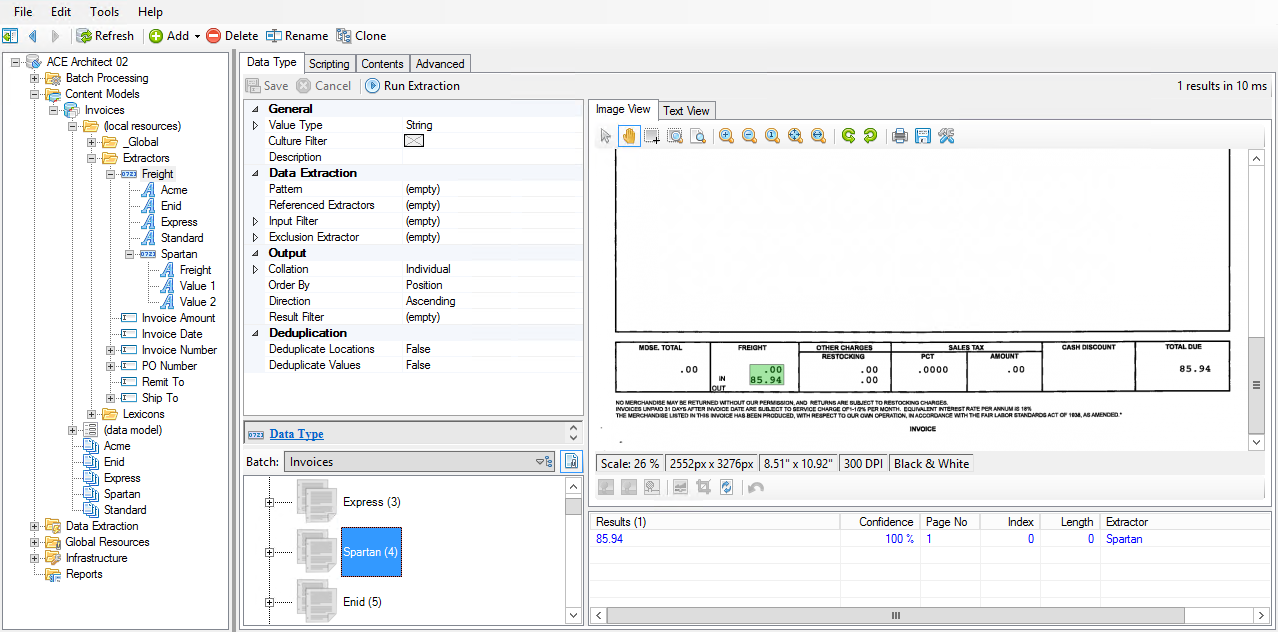 File Edit Tools Help
Refresh Add Delete Rename Clone
ACE Architect 02
Batch Processing
Content Models
Invoices
(local resources)
_Global
Extractors
Freight
Acme
Enid
Express
Standard
Spartan
Freight
Value 1
Value 2
Invoice Amount
Invoice Date
Invoice Number
PO Number
Remit To
Ship To
Lexicons
(data model)
Acme
Enid
Express
Spartan
Standard
Data Extraction
Global Resources
Infrastructure
Reports
Data Type Scripting Contents Advanced
Save Cancel Run Extraction
1 results in 10 ms
General
Value Type String
Culture Filter
Description
Data Extraction
Pattern (empty)
Referenced Extractors (empty)
Input Filter (empty)
Exclusion Extractor (empty)
Output
Collation Individual
Order By Position
Direction Ascending
Result Filter (empty)
Deduplication
Deduplicate Locations False
Deduplicate Values False
Data Type
Batch: Invoices
Express (3)
Spartan (4)
Enid (5)
Image View Text View
MDSE. TOTAL FREIGHT OTHER CHARGES SALES TAX CASH DISCOUNT TOTAL DUE
RESTOCKING PCT AMOUNT
.00 .00 .00 .0000 .00 85.94
IN 85.94 .00
OUT
NO MERCHANDISE MAY BE RETURNED WITHOUT OUR PERMISSION, AND RETURNS ARE SUBJECT TO RESTOCKING CHARGES.
INVOICES UNPAID 31 DAYS AFTER INVOICE DATE ARE SUBJECT TO SERVICE CHARGE OF 1-1/2% PER MONTH. EQUIVALENT INTEREST RATE PER ANNUM IS 18%
THE MERCHANDISE LISTED IN THIS INVOICE HAS BEEN PRODUCED, WITH RESPECT TO OUR OWN OPERATION, IN ACCORDANCE WITH THE FAIR LABOR STANDARDS ACT OF 1938, AS AMENDED."
INVOICE
Scale: 26 % 2552px x 3276px 8.51" x 10.92" 300 DPI Black & White
Results (1) Confidence Page No Index Length Extractor
85.94 100 % 1 0 0 Spartan